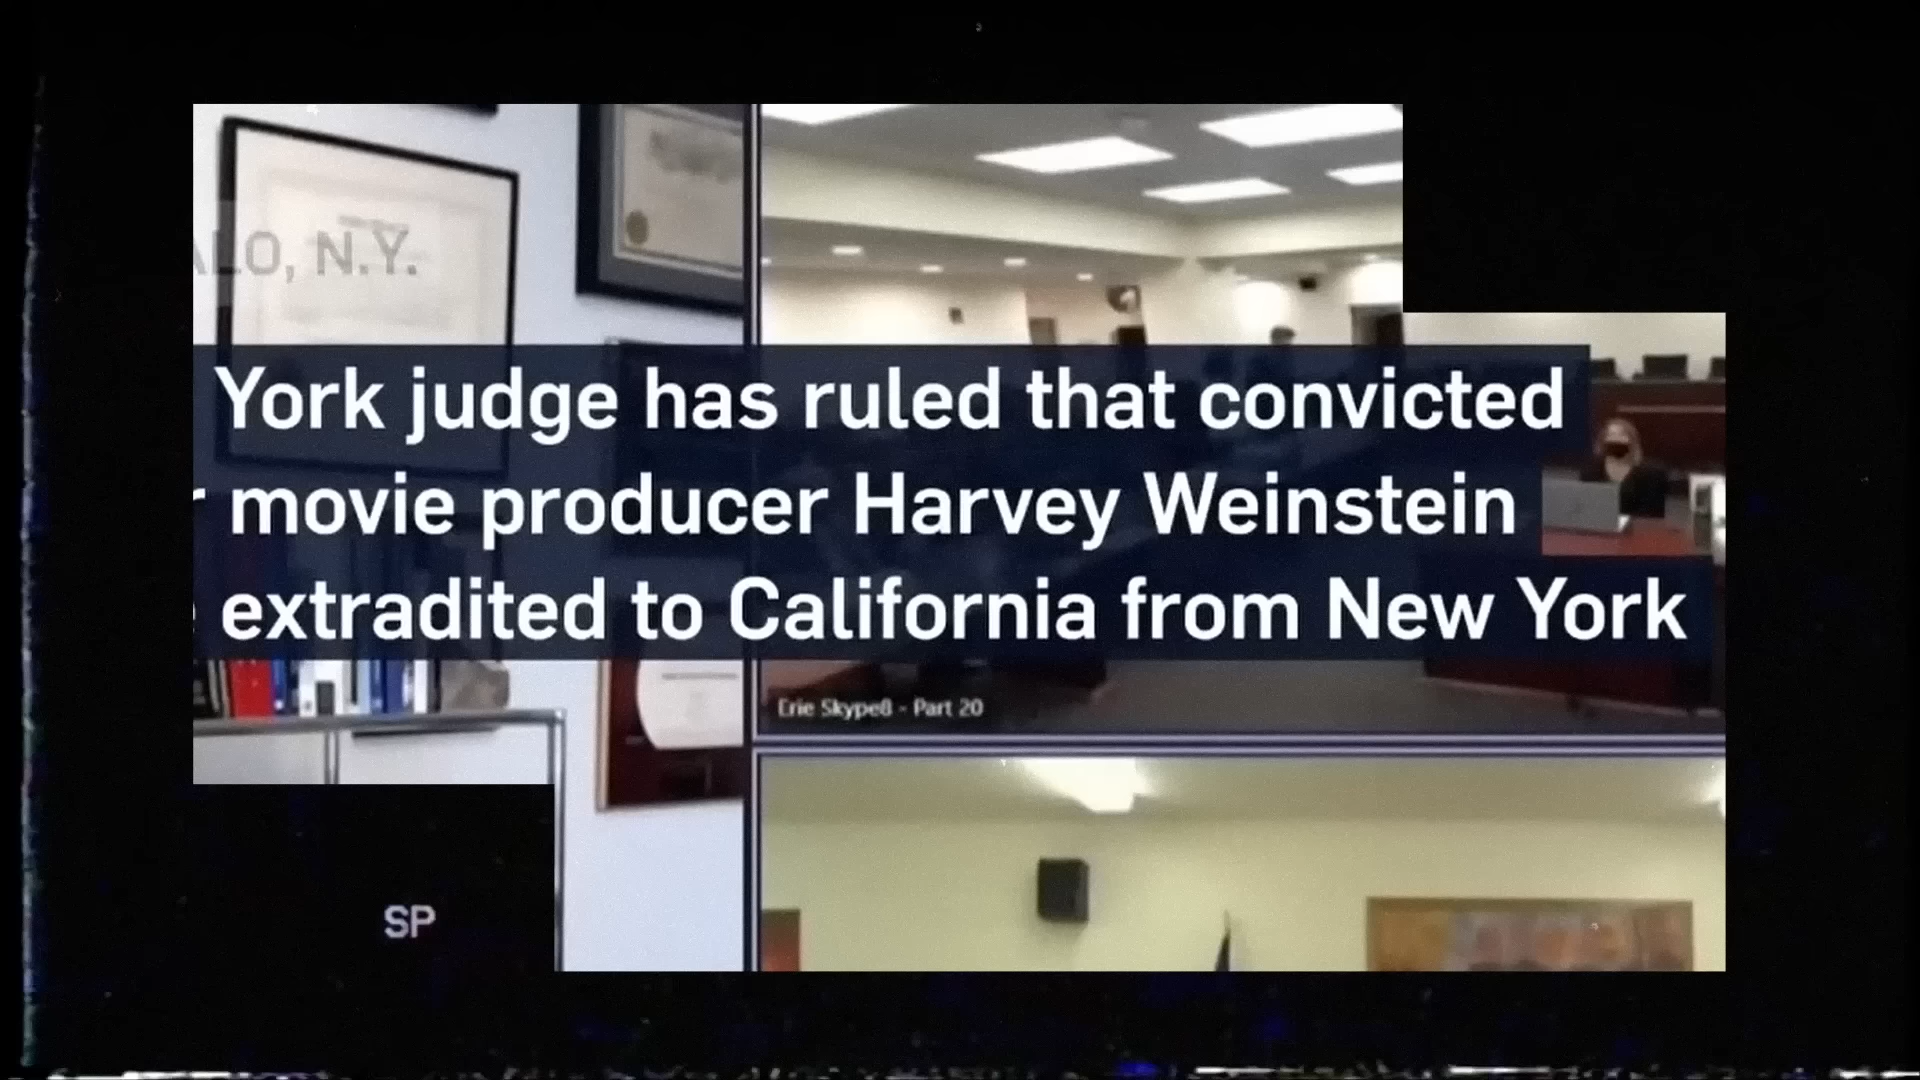 ALO, N.Y.
York judge has ruled that convicted
r movie producer Harvey Weinstein
extradited to California from New York
Erie Skype8 - Part 20
SP